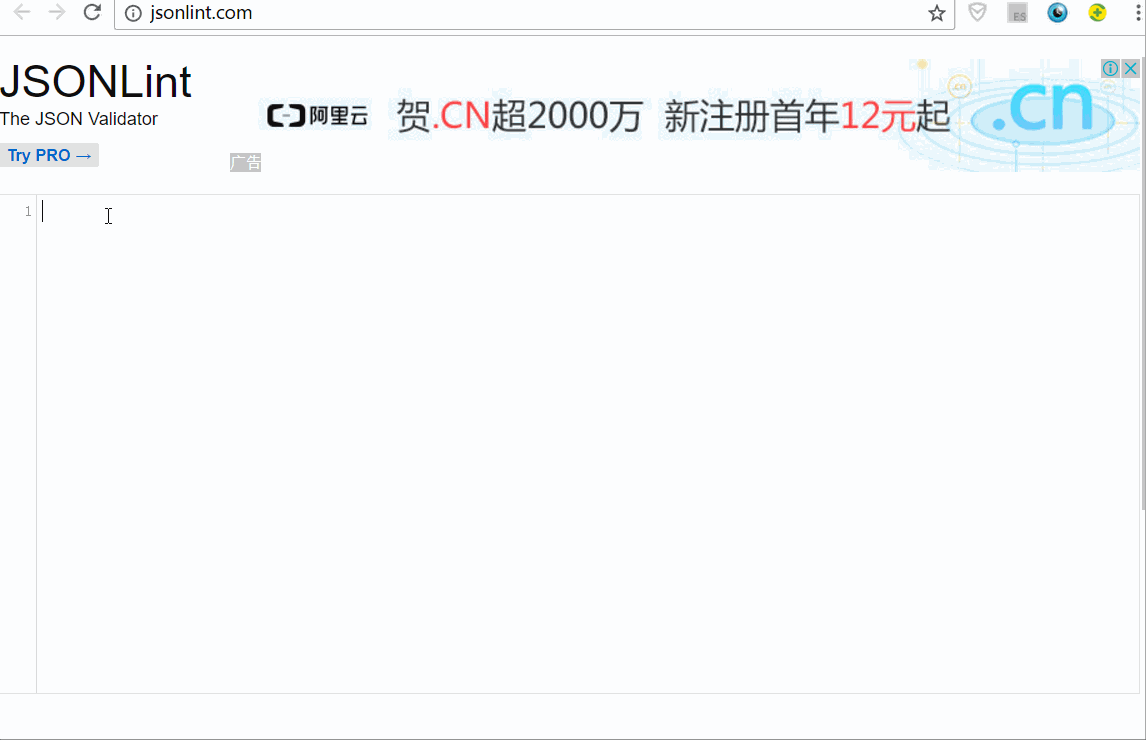 jsonlint.com
ES
JSONLint
The JSON Validator
Try PRO →
阿里云
贺.CN超2000万 新注册首年12元起
.cn
广告
1